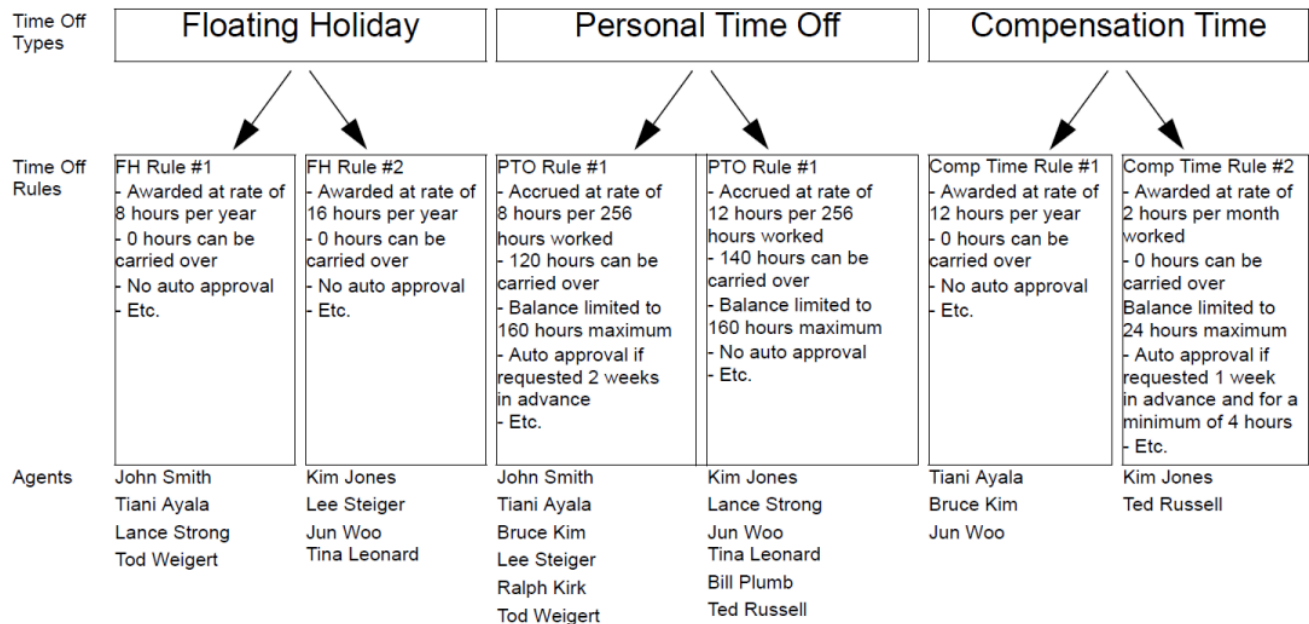 Time Off
Types
Floating Holiday
Personal Time Off
Compensation Time
Time Off
Rules
FH Rule #1
- Awarded at rate of
8 hours per year
- 0 hours can be
carried over
- No auto approval
- Etc.
FH Rule #2
- Awarded at rate of
16 hours per year
- 0 hours can be
carried over
- No auto approval
- Etc.
PTO Rule #1
- Accrued at rate of
8 hours per 256
hours worked
- 120 hours can be
carried over
- Balance limited to
160 hours maximum
- Auto approval if
requested 2 weeks
in advance
- Etc.
PTO Rule #1
- Accrued at rate of
12 hours per 256
hours worked
- 140 hours can be
carried over
- Balance limited to
160 hours maximum
- No auto approval
- Etc.
Comp Time Rule #1
- Awarded at rate of
12 hours per year
- 0 hours can be
carried over
- No auto approval
- Etc.
Comp Time Rule #2
- Awarded at rate of
2 hours per month
worked
- 0 hours can be
carried over
Balance limited to
24 hours maximum
- Auto approval if
requested 1 week
in advance and for a
minimum of 4 hours
- Etc.
Agents
John Smith
Tiani Ayala
Lance Strong
Tod Weigert
Kim Jones
Lee Steiger
Jun Woo
Tina Leonard
John Smith
Tiani Ayala
Bruce Kim
Lee Steiger
Ralph Kirk
Tod Weigert
Kim Jones
Lance Strong
Jun Woo
Tina Leonard
Bill Plumb
Ted Russell
Tiani Ayala
Bruce Kim
Jun Woo
Kim Jones
Ted Russell